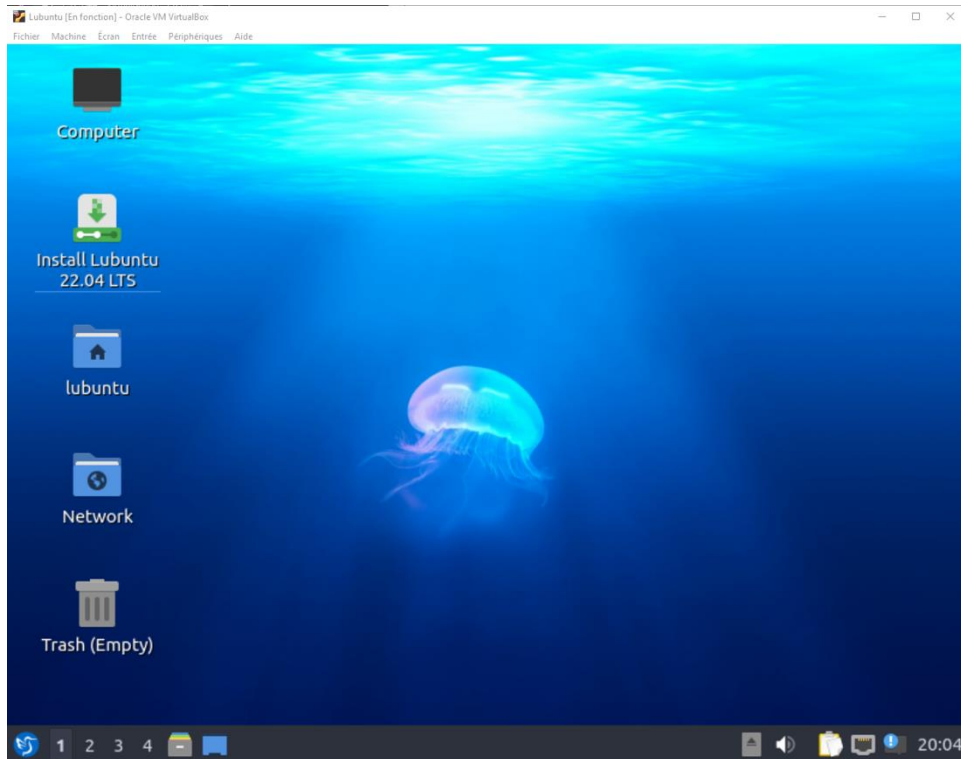 Lubuntu [En fonction] - Oracle VM VirtualBox
Fichier Machine Écran Entrée Périphériques Aide
Computer
Install Lubuntu
22.04 LTS
lubuntu
Network
Trash (Empty)
1 2 3 4 20:04